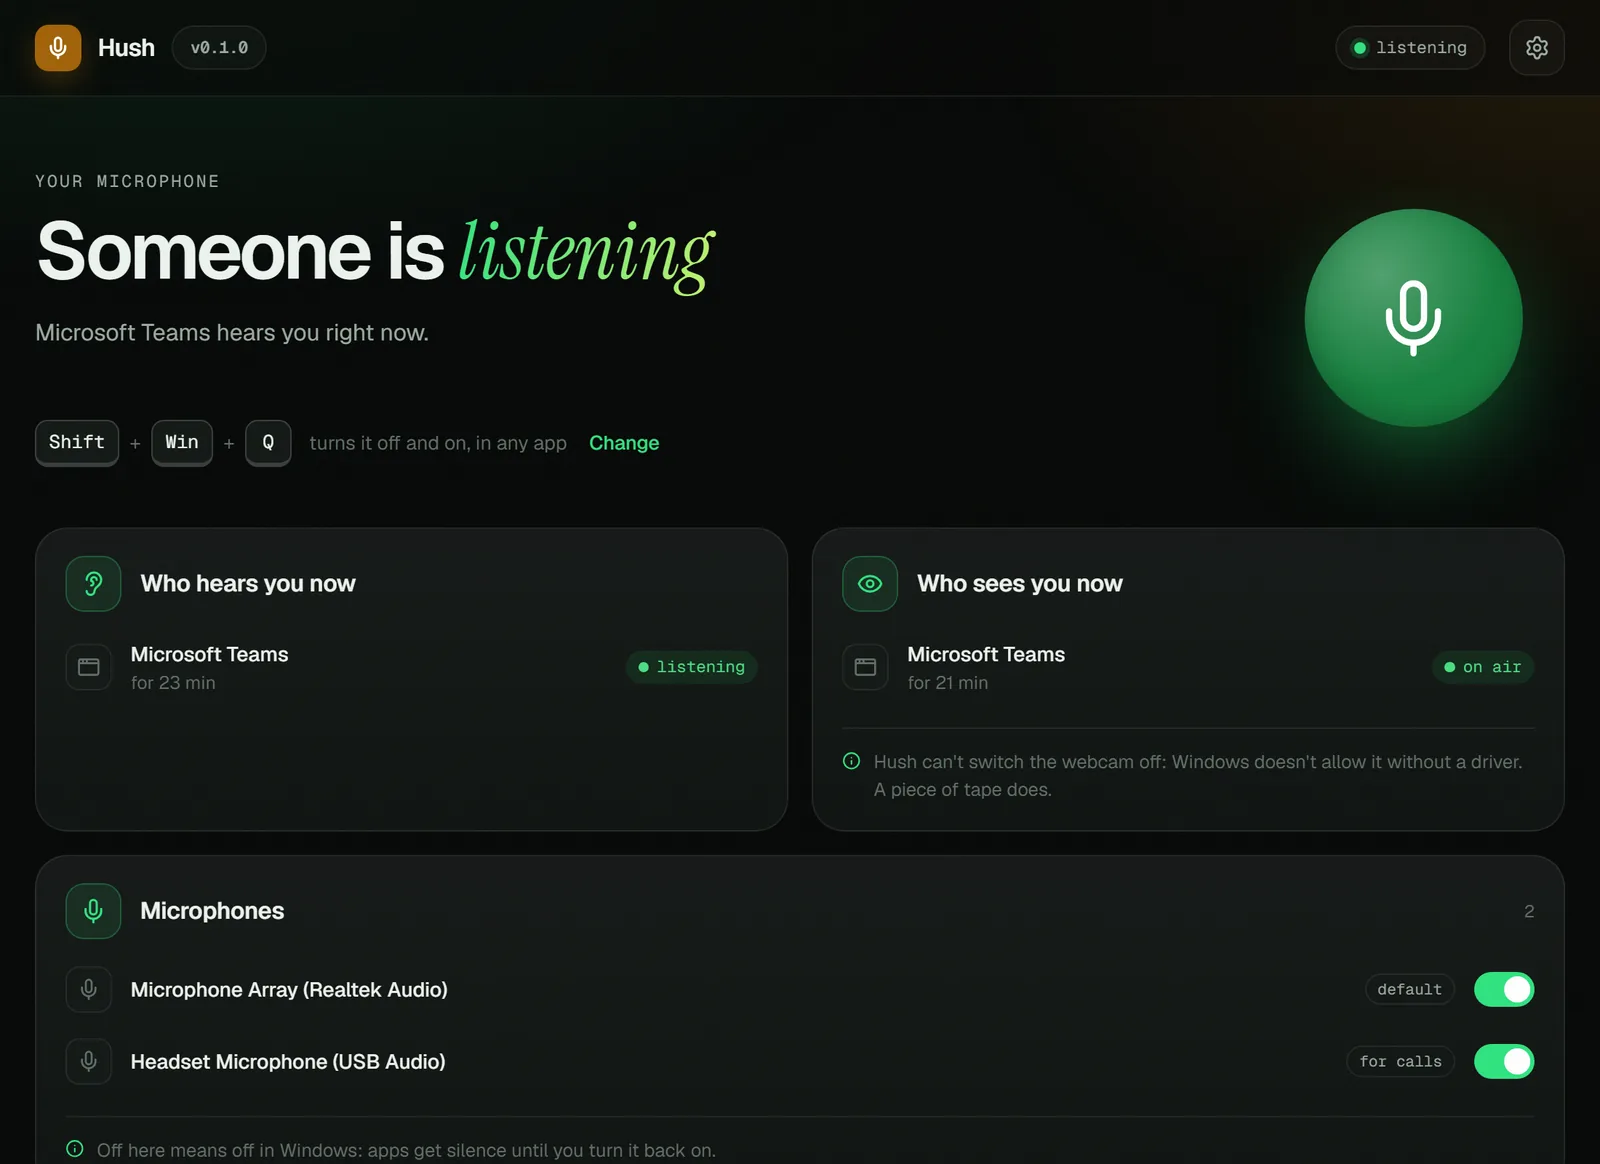 Hush
v0.1.0
listening
YOUR MICROPHONE
Someone is listening
Microsoft Teams hears you right now.
Shift + Win + Q turns it off and on, in any app Change
Who hears you now
Microsoft Teams
for 23 min
listening
Who sees you now
Microsoft Teams
for 21 min
on air
Hush can't switch the webcam off: Windows doesn't allow it without a driver.
A piece of tape does.
Microphones
2
Microphone Array (Realtek Audio)
default
Headset Microphone (USB Audio)
for calls
Off here means off in Windows: apps get silence until you turn it back on.